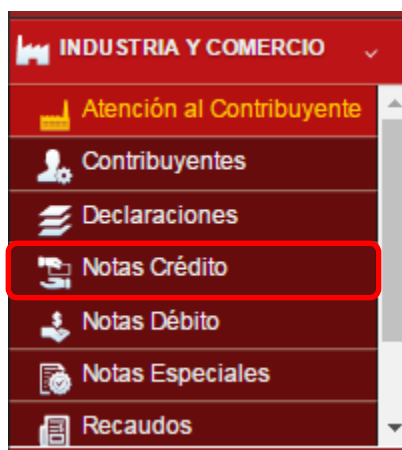 INDUSTRIA Y COMERCIO
Atención al Contribuyente
Contribuyentes
Declaraciones
Notas Crédito
Notas Débito
Notas Especiales
Recaudos